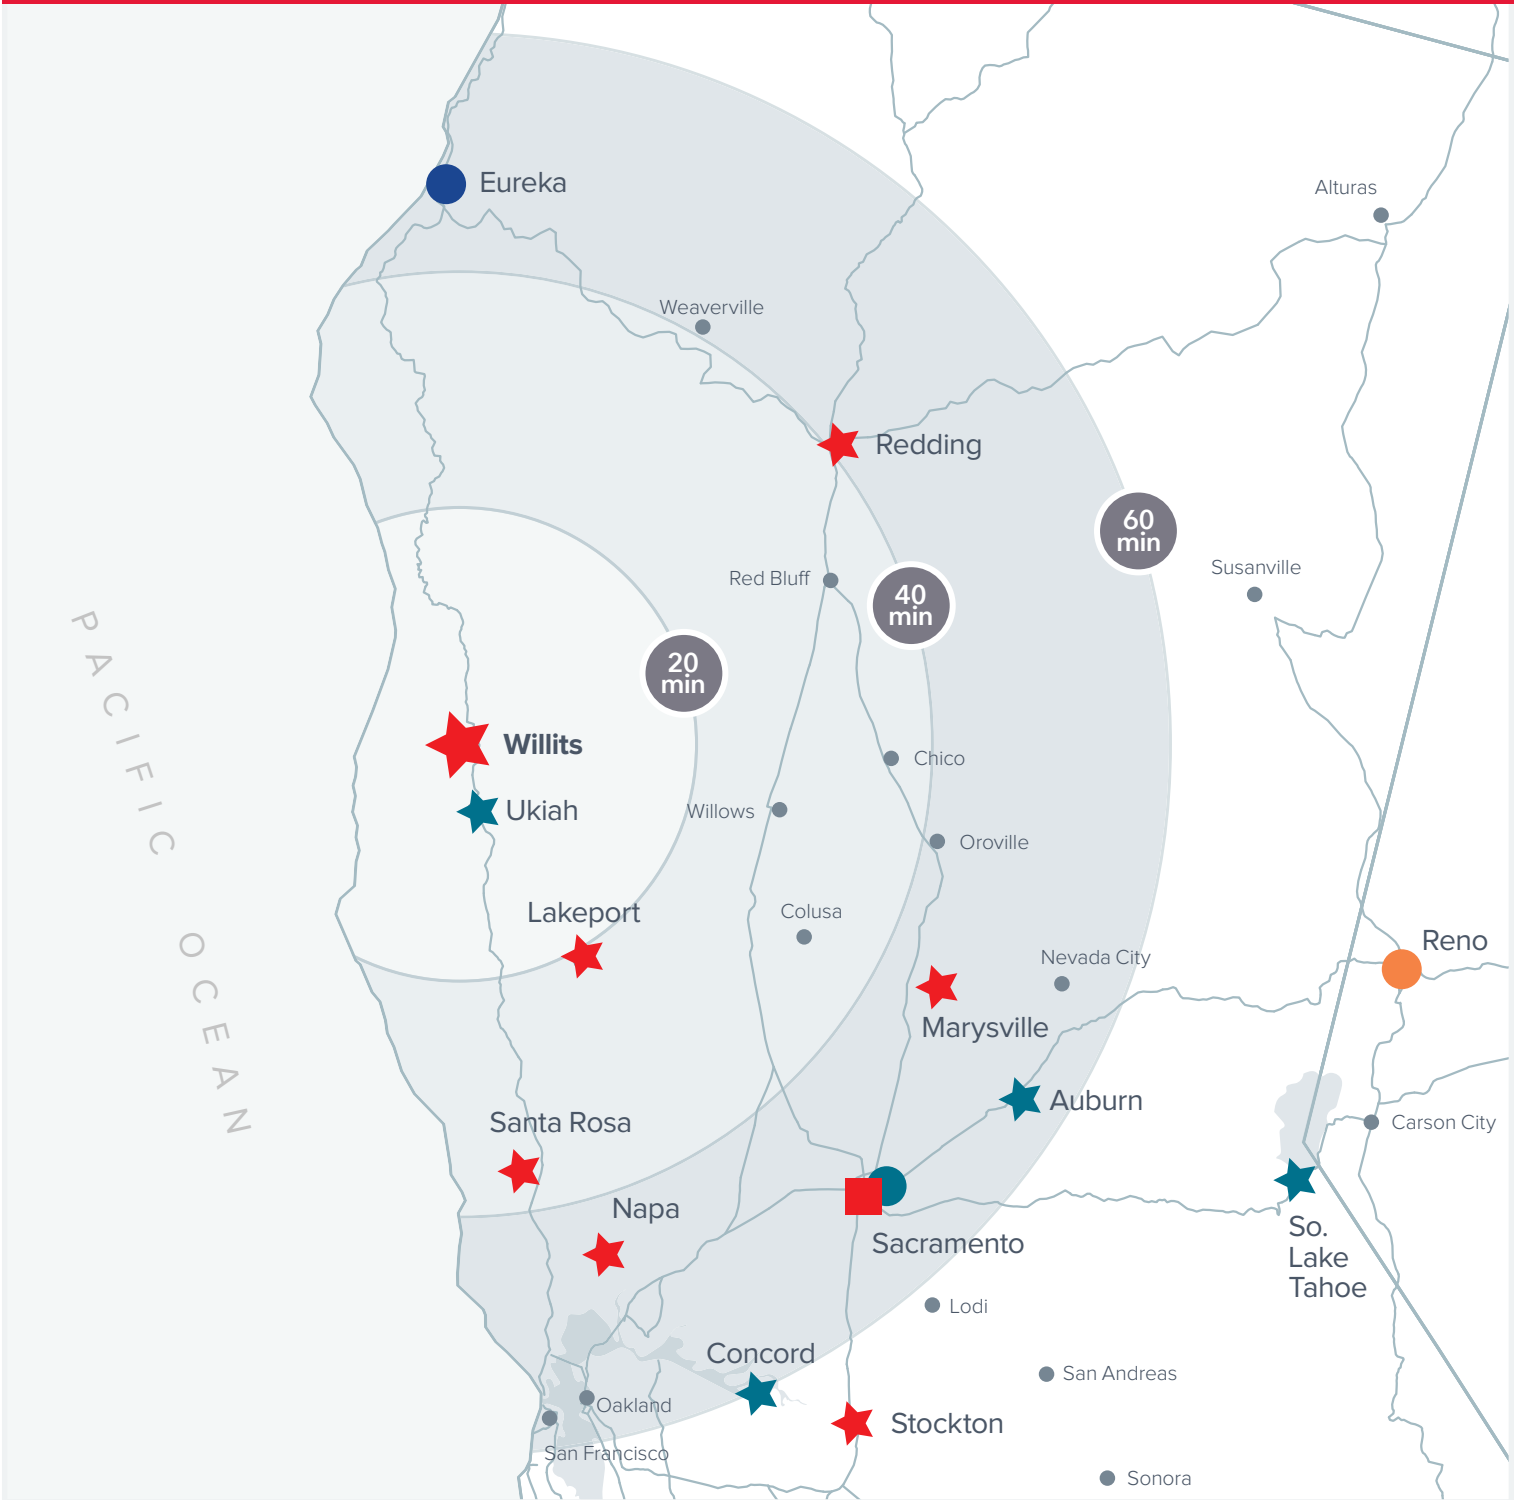 Eureka
Alturas
Weaverville
Redding
60
min
Susanville
Red Bluff
40
min
PACIFIC OCEAN
20
min
Willits
Chico
Ukiah
Willows
Oroville
Lakeport
Colusa
Reno
Nevada City
Marysville
Auburn
Santa Rosa
Carson City
Napa
Sacramento
So.
Lake
Tahoe
Lodi
Concord
San Andreas
Oakland
Stockton
San Francisco
Sonora